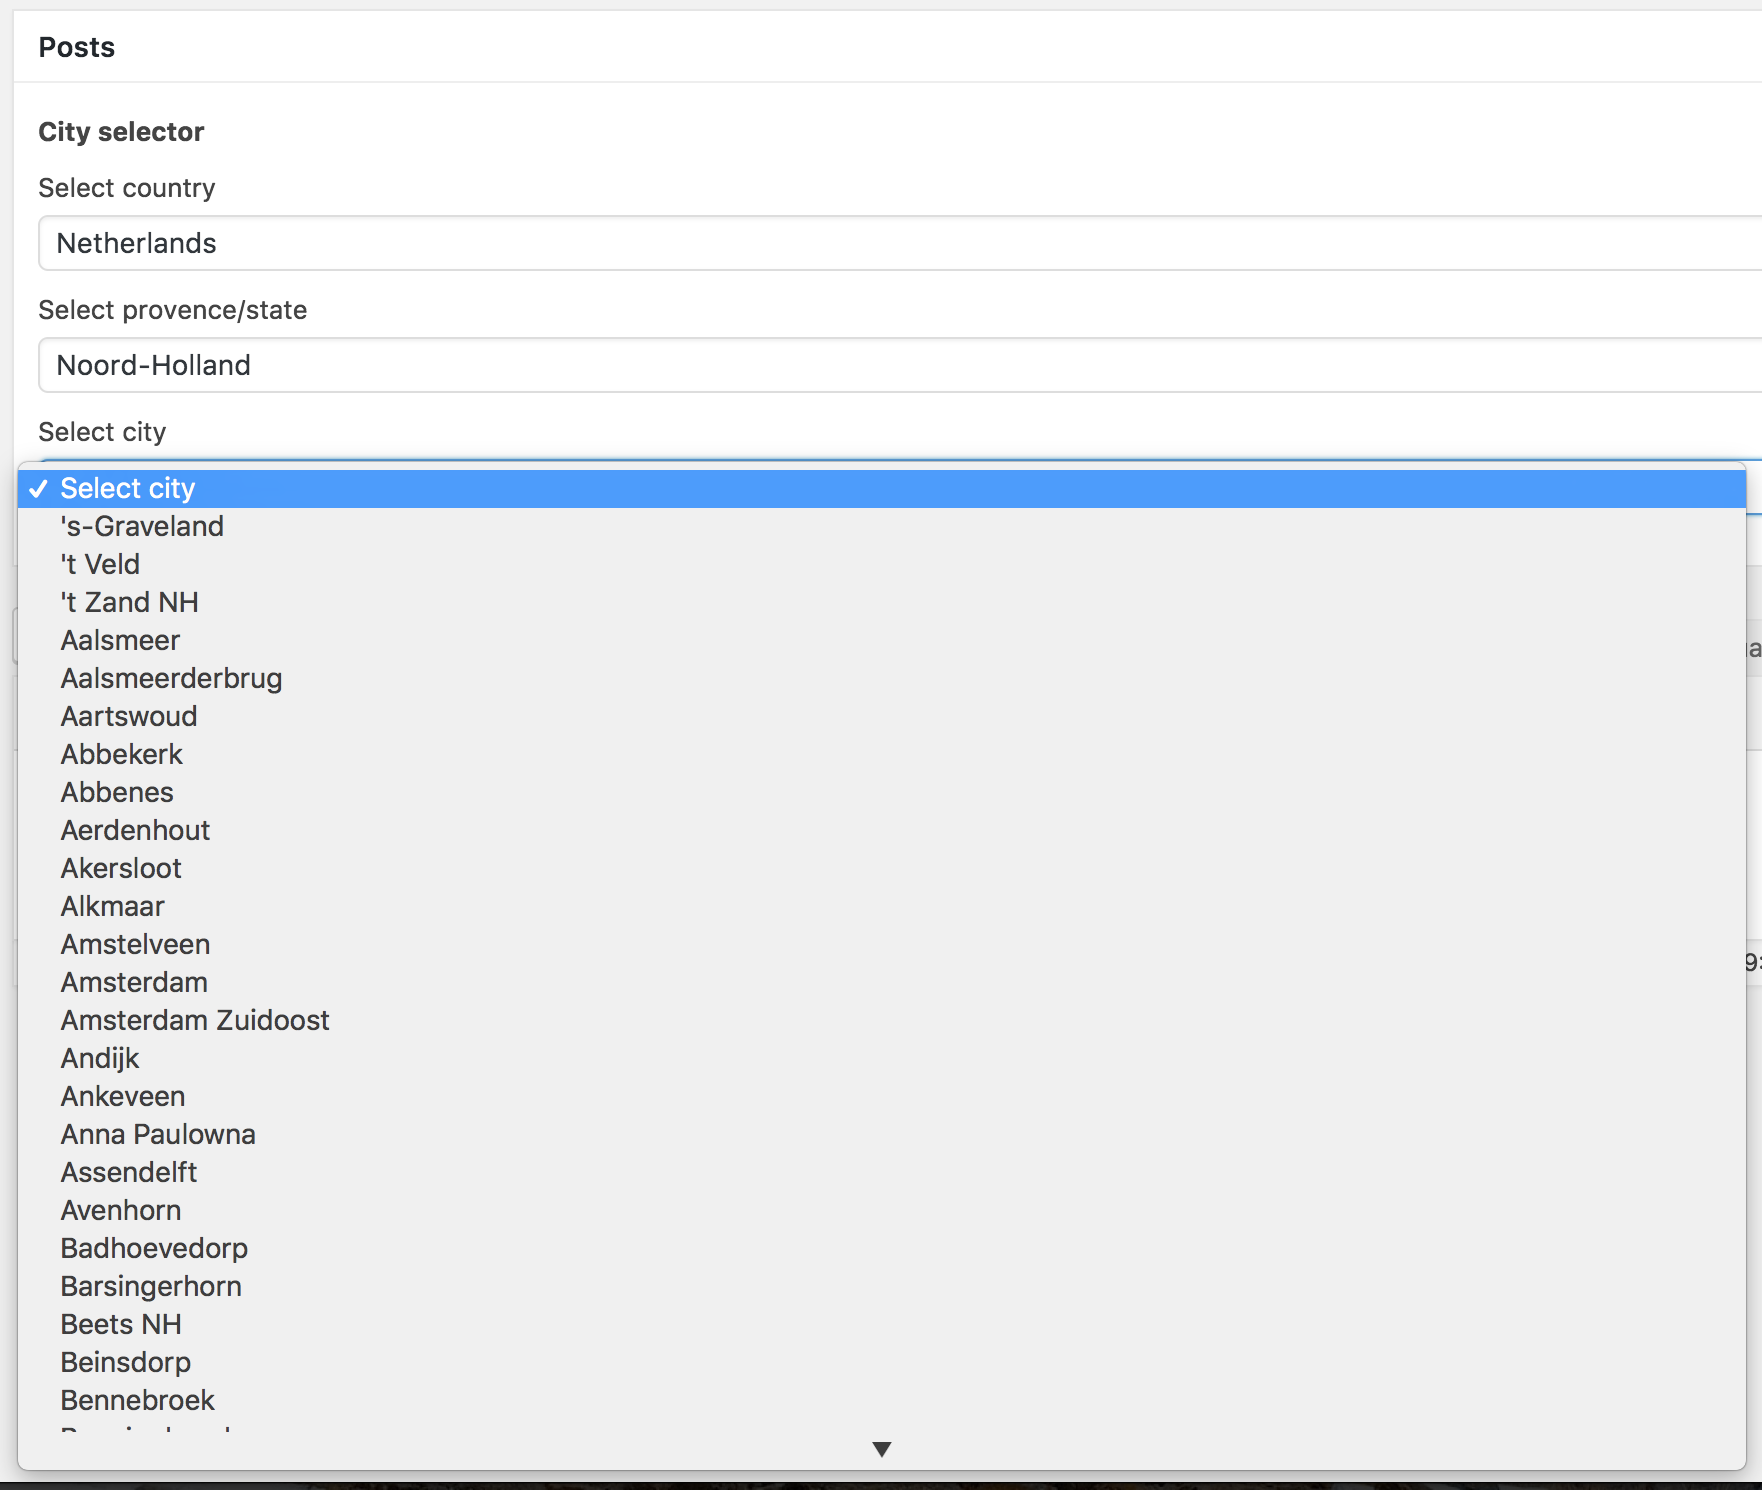 Posts
City selector
Select country
Netherlands
Select provence/state
Noord-Holland
Select city
✓ Select city
's-Graveland
't Veld
't Zand NH
Aalsmeer
Aalsmeerderbrug
Aartswoud
Abbekerk
Abbenes
Aerdenhout
Akersloot
Alkmaar
Amstelveen
Amsterdam
Amsterdam Zuidoost
Andijk
Ankeveen
Anna Paulowna
Assendelft
Avenhorn
Badhoevedorp
Barsingerhorn
Beets NH
Beinsdorp
Bennebroek